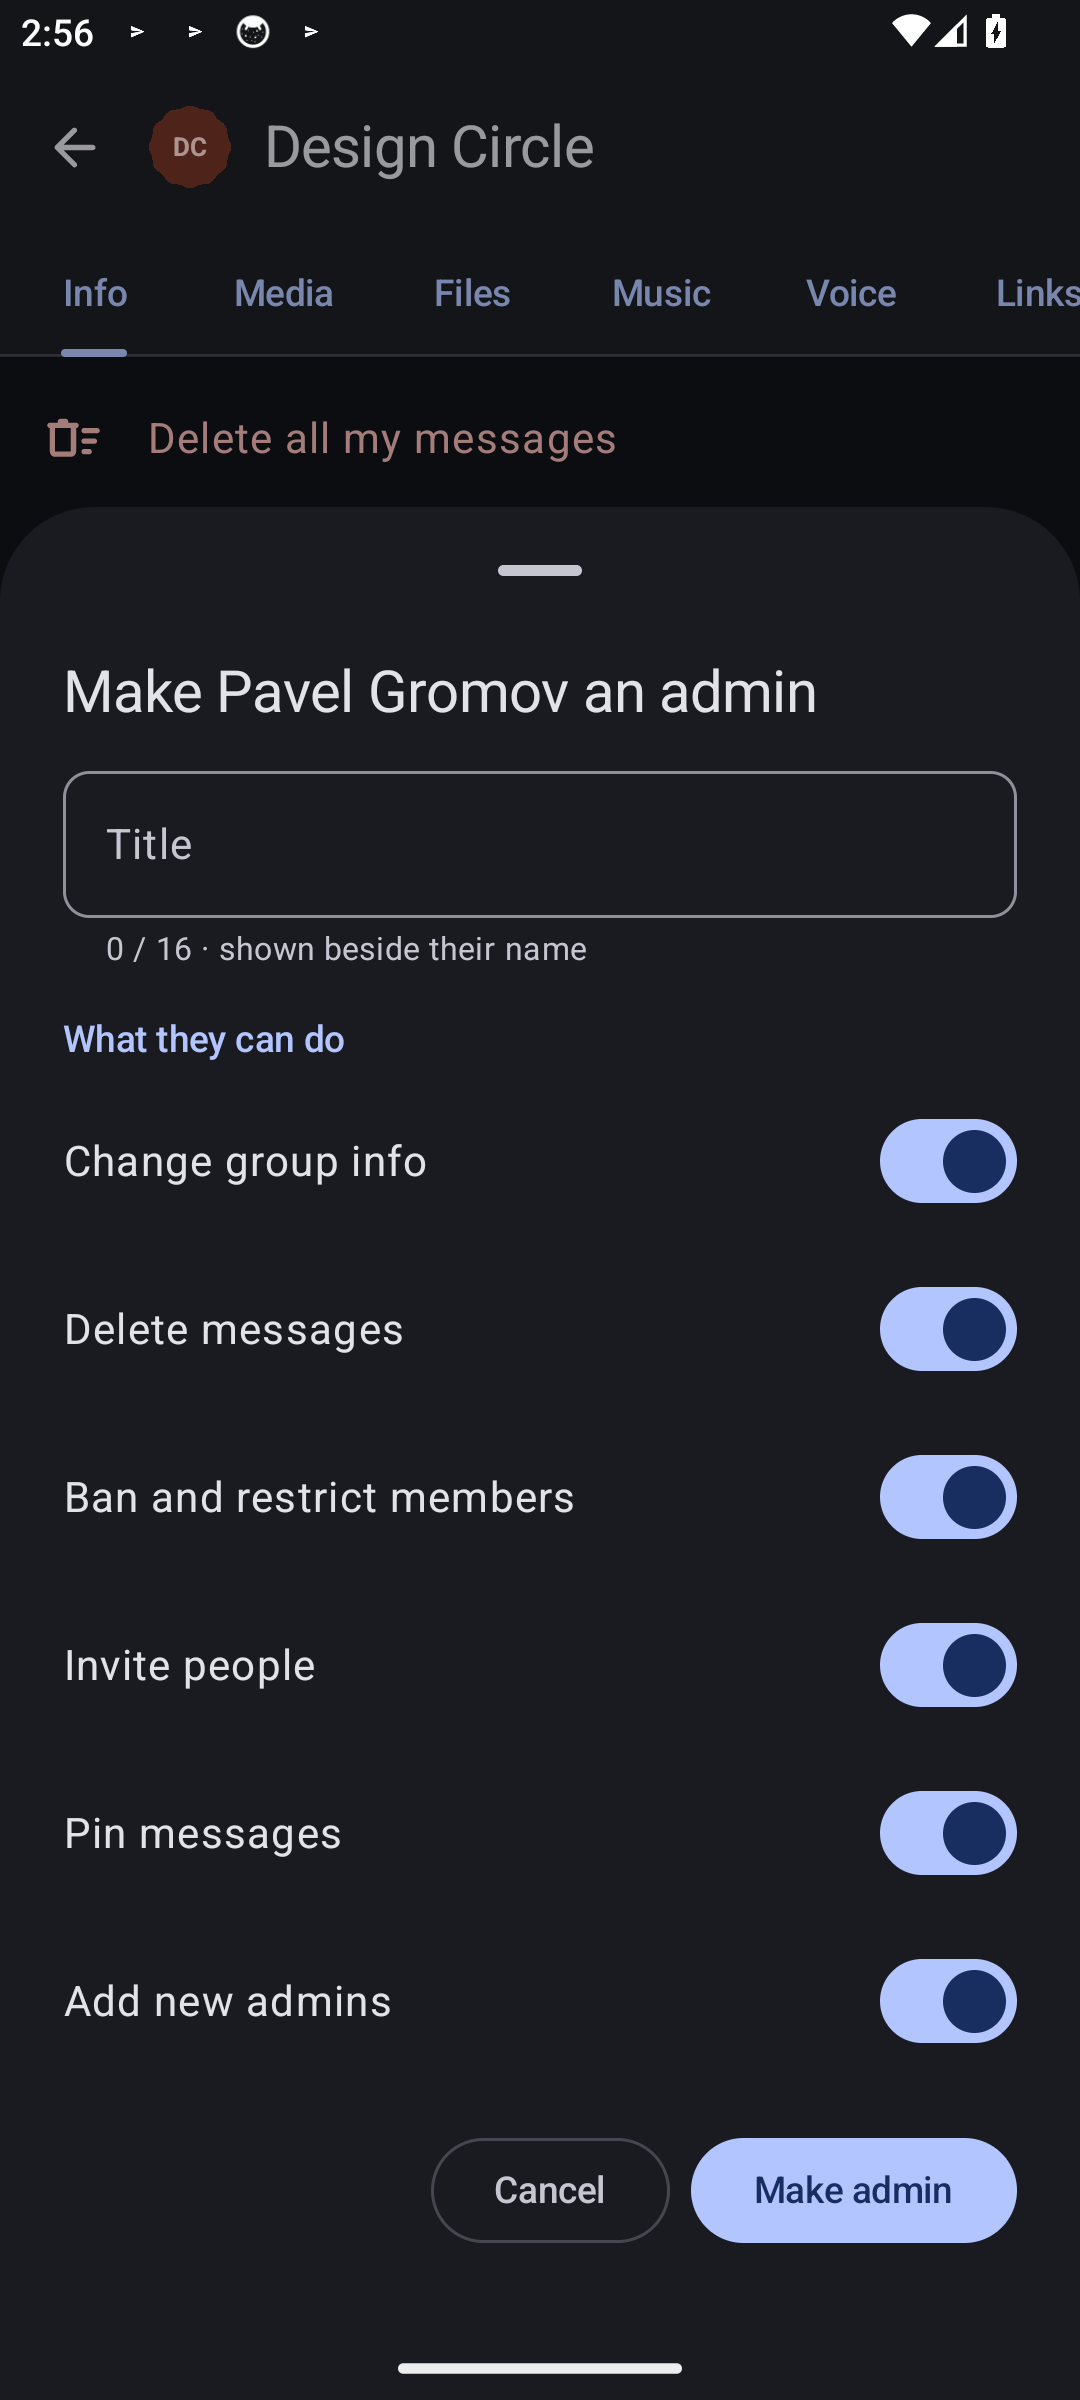 2:56
DC
Design Circle
Info Media Files Music Voice Links
Delete all my messages
Make Pavel Gromov an admin
Title
0 / 16 · shown beside their name
What they can do
Change group info
Delete messages
Ban and restrict members
Invite people
Pin messages
Add new admins
Cancel Make admin